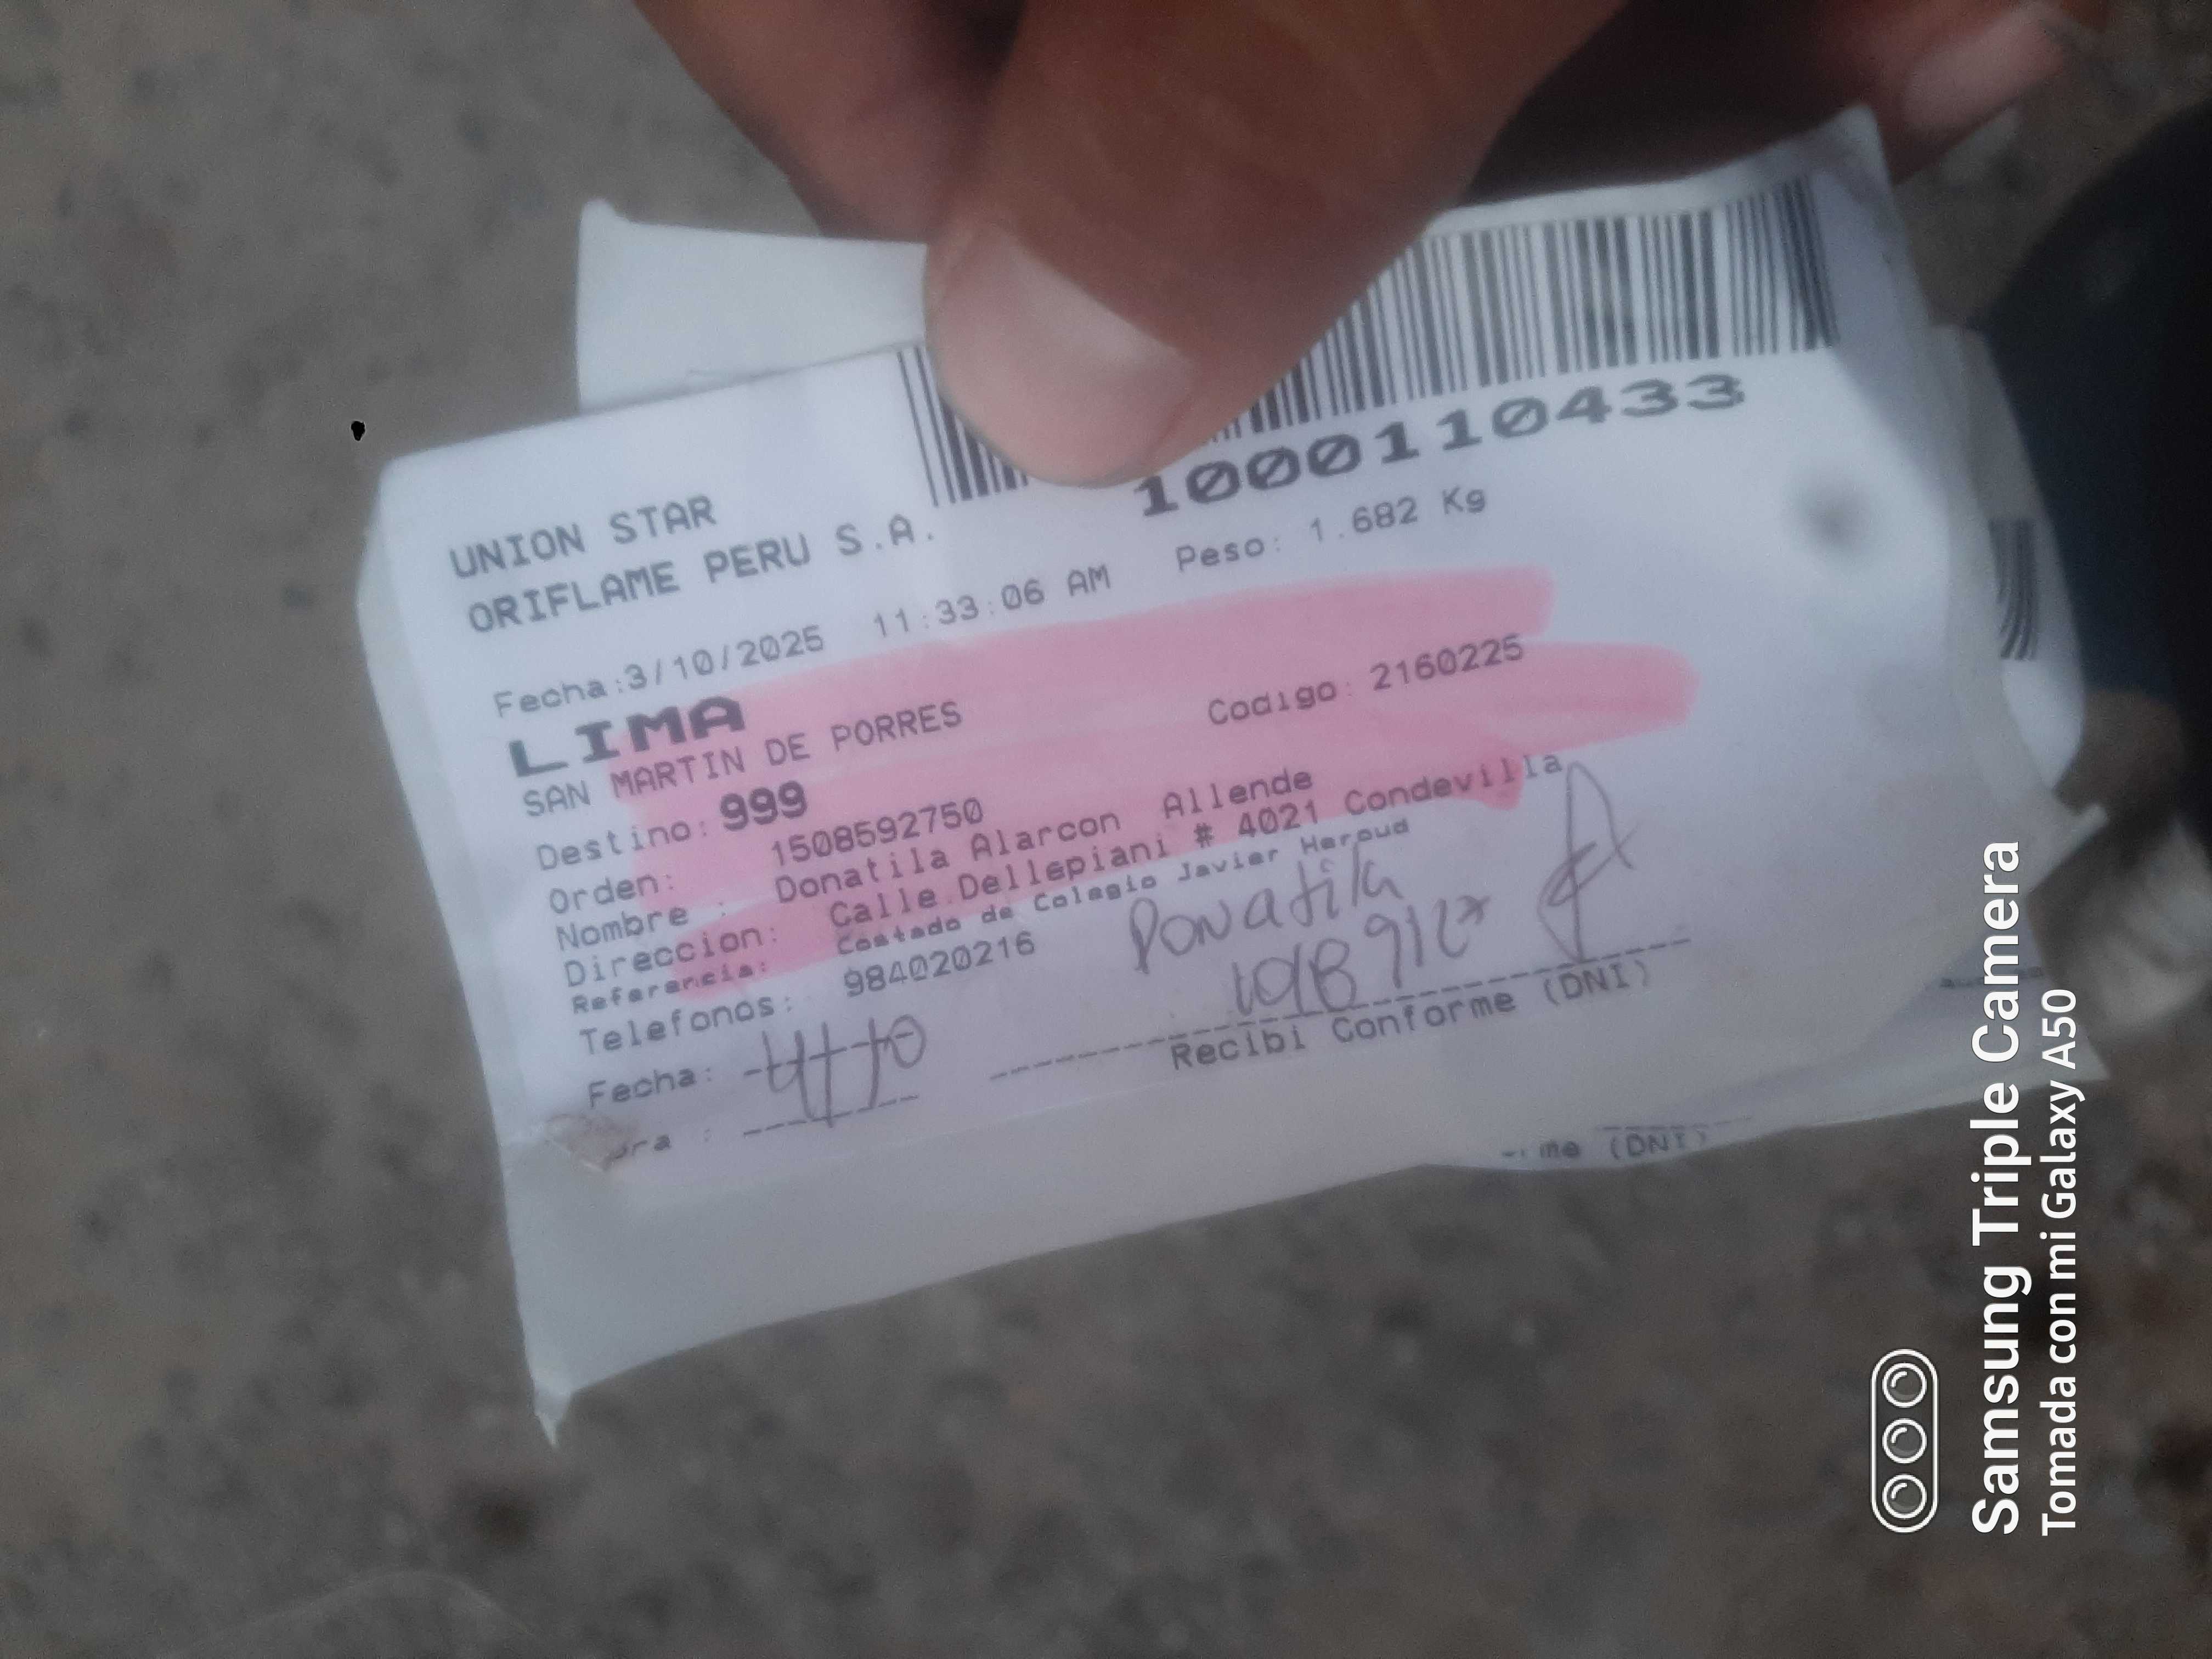 1000110433
UNION STAR
ORIFLAME PERU S.A.
Fecha:3/10/2025 11:33:06 AM Peso: 1.682 Kg
LIMA
SAN MARTIN DE PORRES Codigo: 2160225
Destino: 999
Orden: 1508592750
Nombre : Donatila Alarcon Allende
Direccion: Calle Dellepiani # 4021 Condevilla
Referencia: Costado de Colegio Javier Heraud
Telefonos: 984020216
Donatila
Fecha:
Recibi Conforme (DNI)
ora :
me (DNI)
Samsung Triple Camera
Tomada con mi Galaxy A50